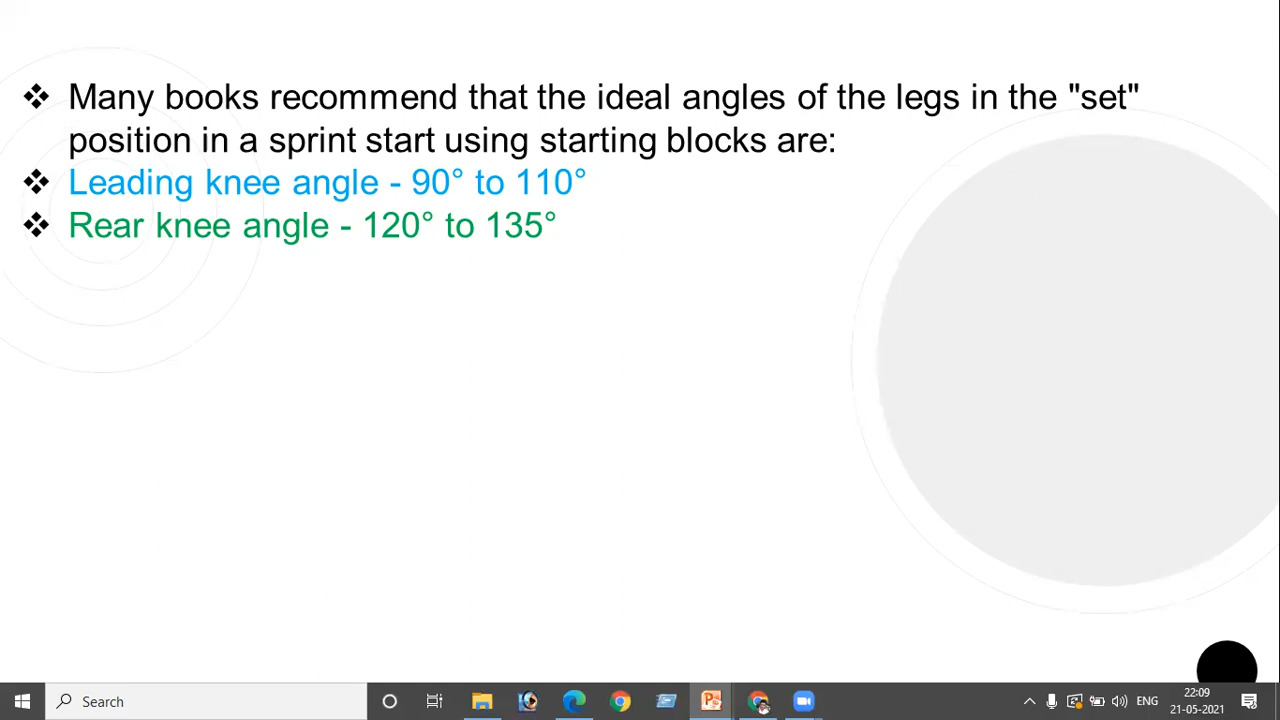 ❖ Many books recommend that the ideal angles of the legs in the "set"
position in a sprint start using starting blocks are:
❖ Leading knee angle - 90° to 110°
❖ Rear knee angle - 120° to 135°
Search
ENG
22:09
21-05-2021